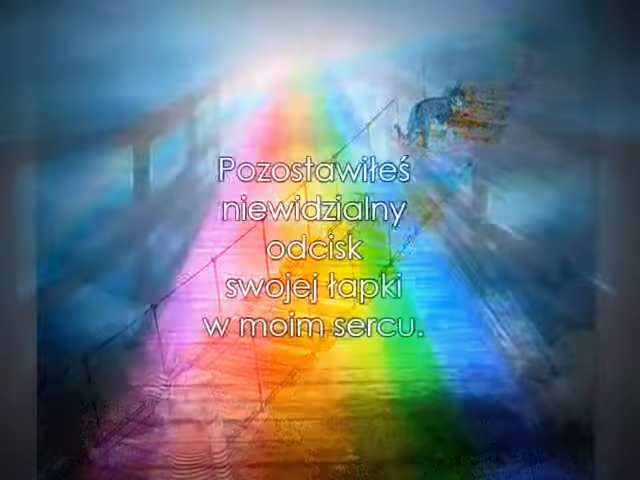 Pozostawiłeś
niewidzialny
odcisk
swojej łapki
w moim sercu.